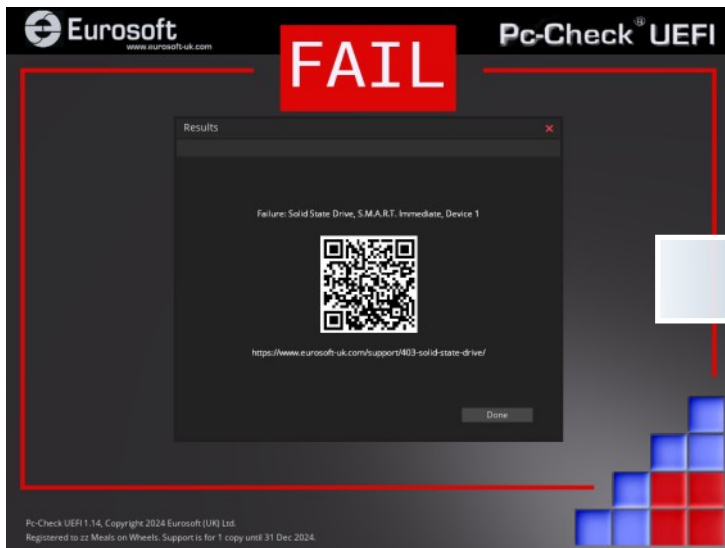 Eurosoft
www.eurosoft-uk.com
Pc-Check® UEFI
FAIL
Results
Failure: Solid State Drive, S.M.A.R.T. Immediate, Device 1
https://www.eurosoft-uk.com/support/403-solid-state-drive/
Done
Pc-Check UEFI 1.14, Copyright 2024 Eurosoft (UK) Ltd.
Registered to zz Meals on Wheels. Support is for 1 copy until 31 Dec 2024.